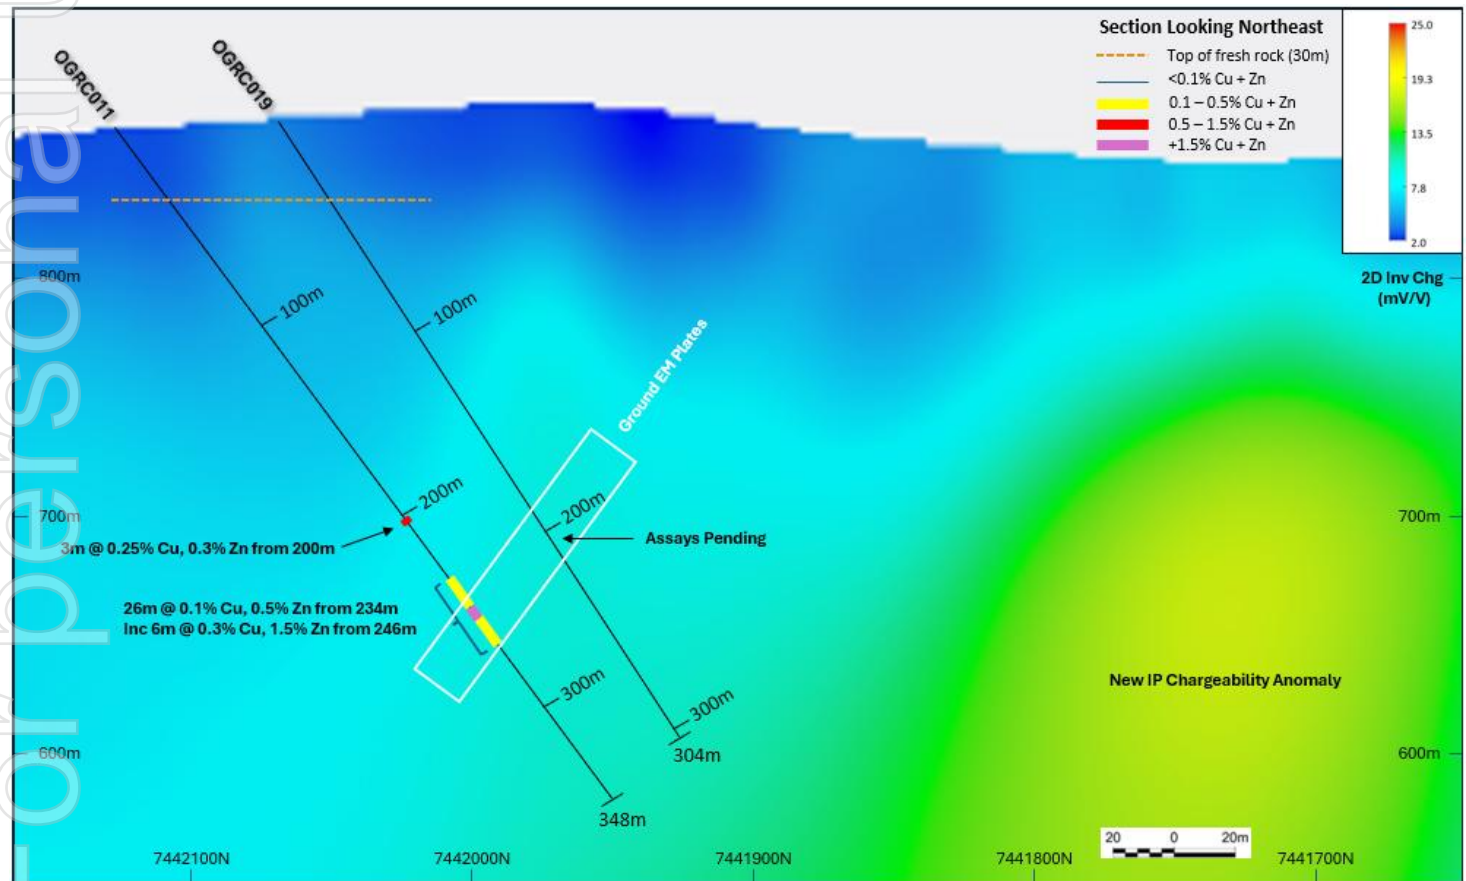 For personal u
OGRC011
OGRC019
Section Looking Northeast
Top of fresh rock (30m)
<0.1% Cu + Zn
0.1 – 0.5% Cu + Zn
0.5 – 1.5% Cu + Zn
+1.5% Cu + Zn
25.0
19.3
13.5
7.8
2.0
2D Inv Chg
(mV/V)
800m
100m
100m
Ground EM Plates
700m
200m
200m
700m
3m @ 0.25% Cu, 0.3% Zn from 200m
Assays Pending
26m @ 0.1% Cu, 0.5% Zn from 234m
Inc 6m @ 0.3% Cu, 1.5% Zn from 246m
New IP Chargeability Anomaly
300m
300m
600m
304m
600m
348m
20 0 20m
7442100N
7442000N
7441900N
7441800N
7441700N